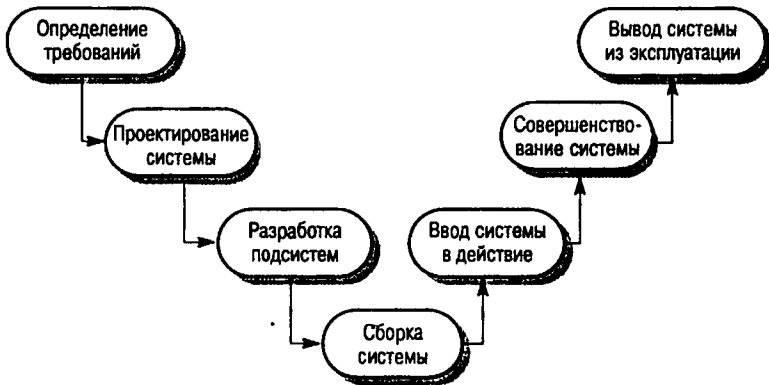 Определение
требований
Проектирование
системы
Разработка
подсистем
Сборка
системы
Ввод системы
в действие
Совершенство-
вание системы
Вывод системы
из эксплуатации